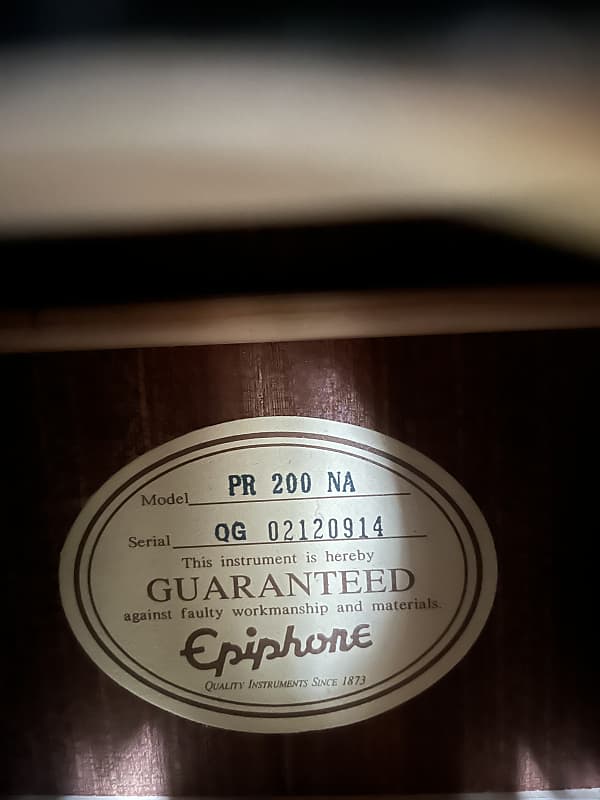 Model PR 200 NA
Serial QG 02120914
This instrument is hereby
GUARANTEED
against faulty workmanship and materials.
Epiphone
QUALITY INSTRUMENTS SINCE 1873